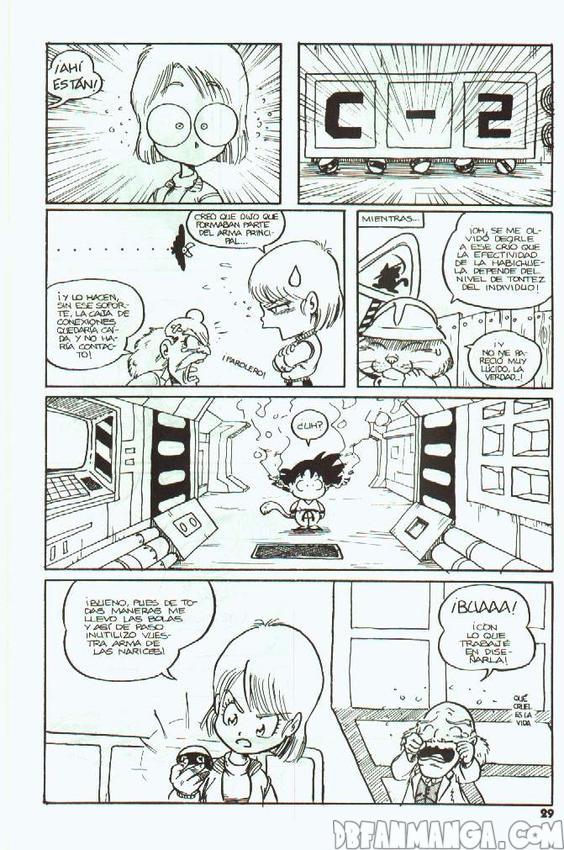 ¡AHÍ
ESTÁN!
C - 2
CREO QUE DIJO QUE
FORMABAN PARTE
DEL ARMA PRINCI-
PAL...
¡Y LO HACEN,
SIN ESE SOPOR-
TE, LA CAJA DE
CONEXIONES
QUEDARÍA CAÍ-
DA Y NO HA-
RÍA CONTAC-
TO!
¡FAROLERO!
MIENTRAS...
¡OH, SE ME OL-
VIDÓ DECIRLE
A ESE CRÍO QUE
LA EFECTIVIDAD
DE LA HABICHUE-
LA DEPENDE DEL
NIVEL DE TONTEZ
DEL INDIVIDUO!
¡Y
NO ME PA-
RECIÓ MUY
LÚCIDO, LA
VERDAD...!
¿UH?
¡BUENO, PUES DE TO-
DAS MANERAS ME
LLEVO LAS BOLAS
Y ASÍ DE PASO
INUTILIZO VUES-
TRA ARMA DE
LAS NARICES!
¡BUAAA!
¡CON
LO QUE
TRABAJÉ
EN DISE-
ÑARLA!
QUÉ
CRUEL
ES LA
VIDA
29
DBFANMANGA.COM